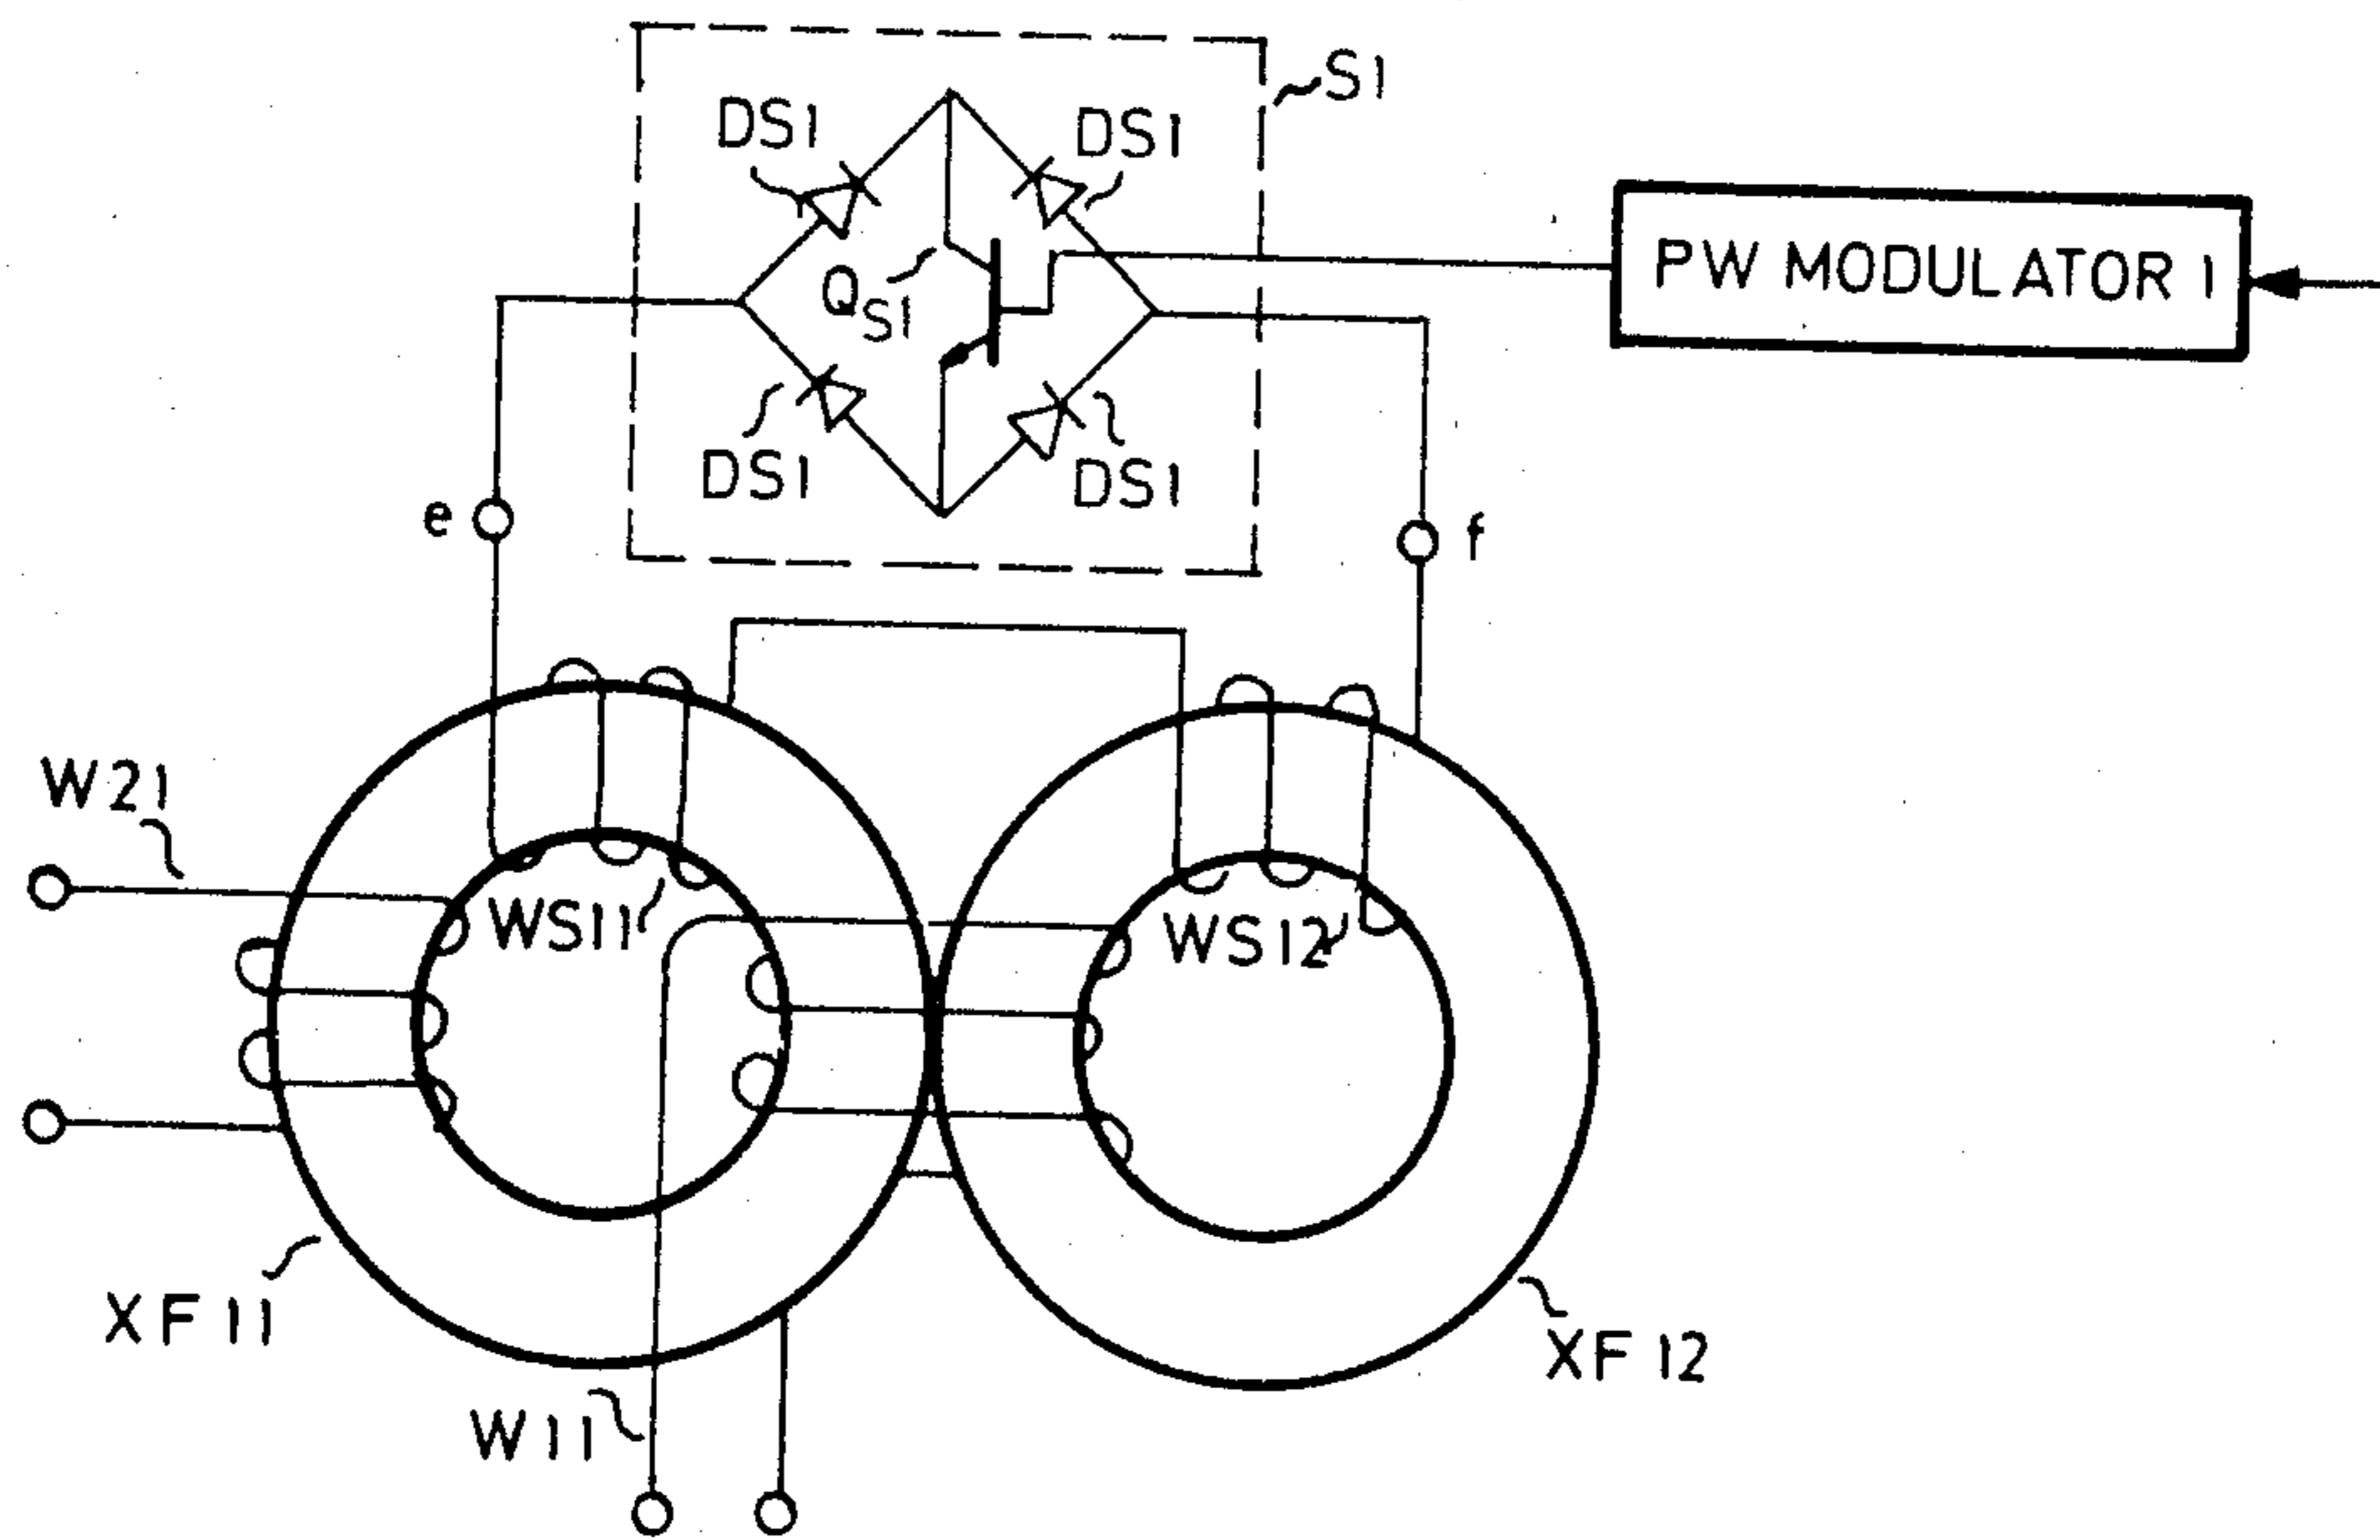 S1
DS1
DS1
PW MODULATOR 1
QS1
DS1
DS1
e
f
W21
WS11
WS12
XF11
XF12
W11